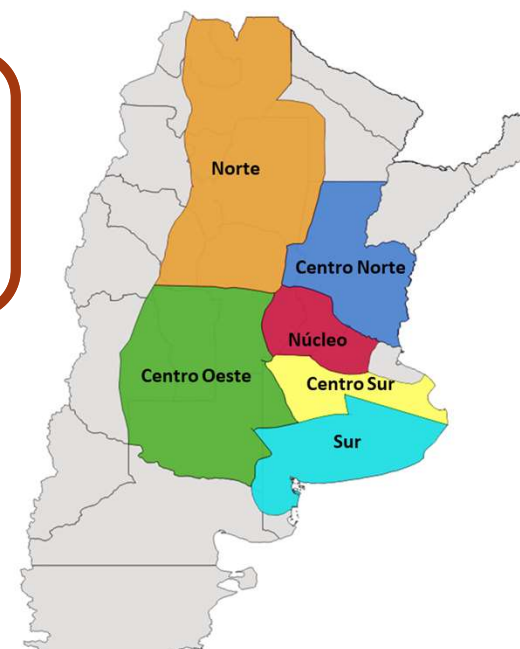 Norte
Centro Norte
Núcleo
Centro Oeste
Centro Sur
Sur